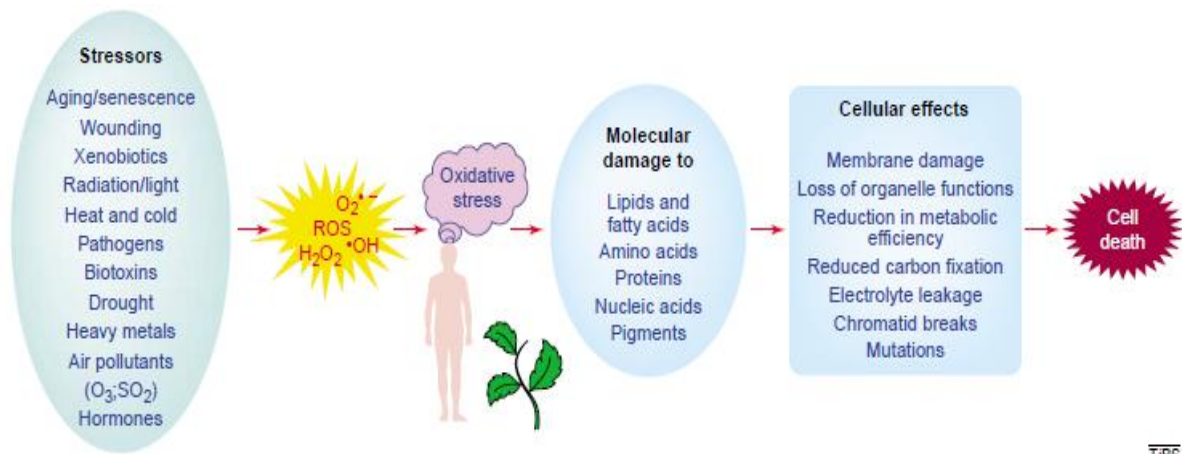 Stressors
Aging/senescence
Wounding
Xenobiotics
Radiation/light
Heat and cold
Pathogens
Biotoxins
Drought
Heavy metals
Air pollutants
(O₃;SO₂)
Hormones
O₂•−
ROS
H₂O₂ •OH
Oxidative
stress
Molecular
damage to
Lipids and
fatty acids
Amino acids
Proteins
Nucleic acids
Pigments
Cellular effects
Membrane damage
Loss of organelle functions
Reduction in metabolic
efficiency
Reduced carbon fixation
Electrolyte leakage
Chromatid breaks
Mutations
Cell
death